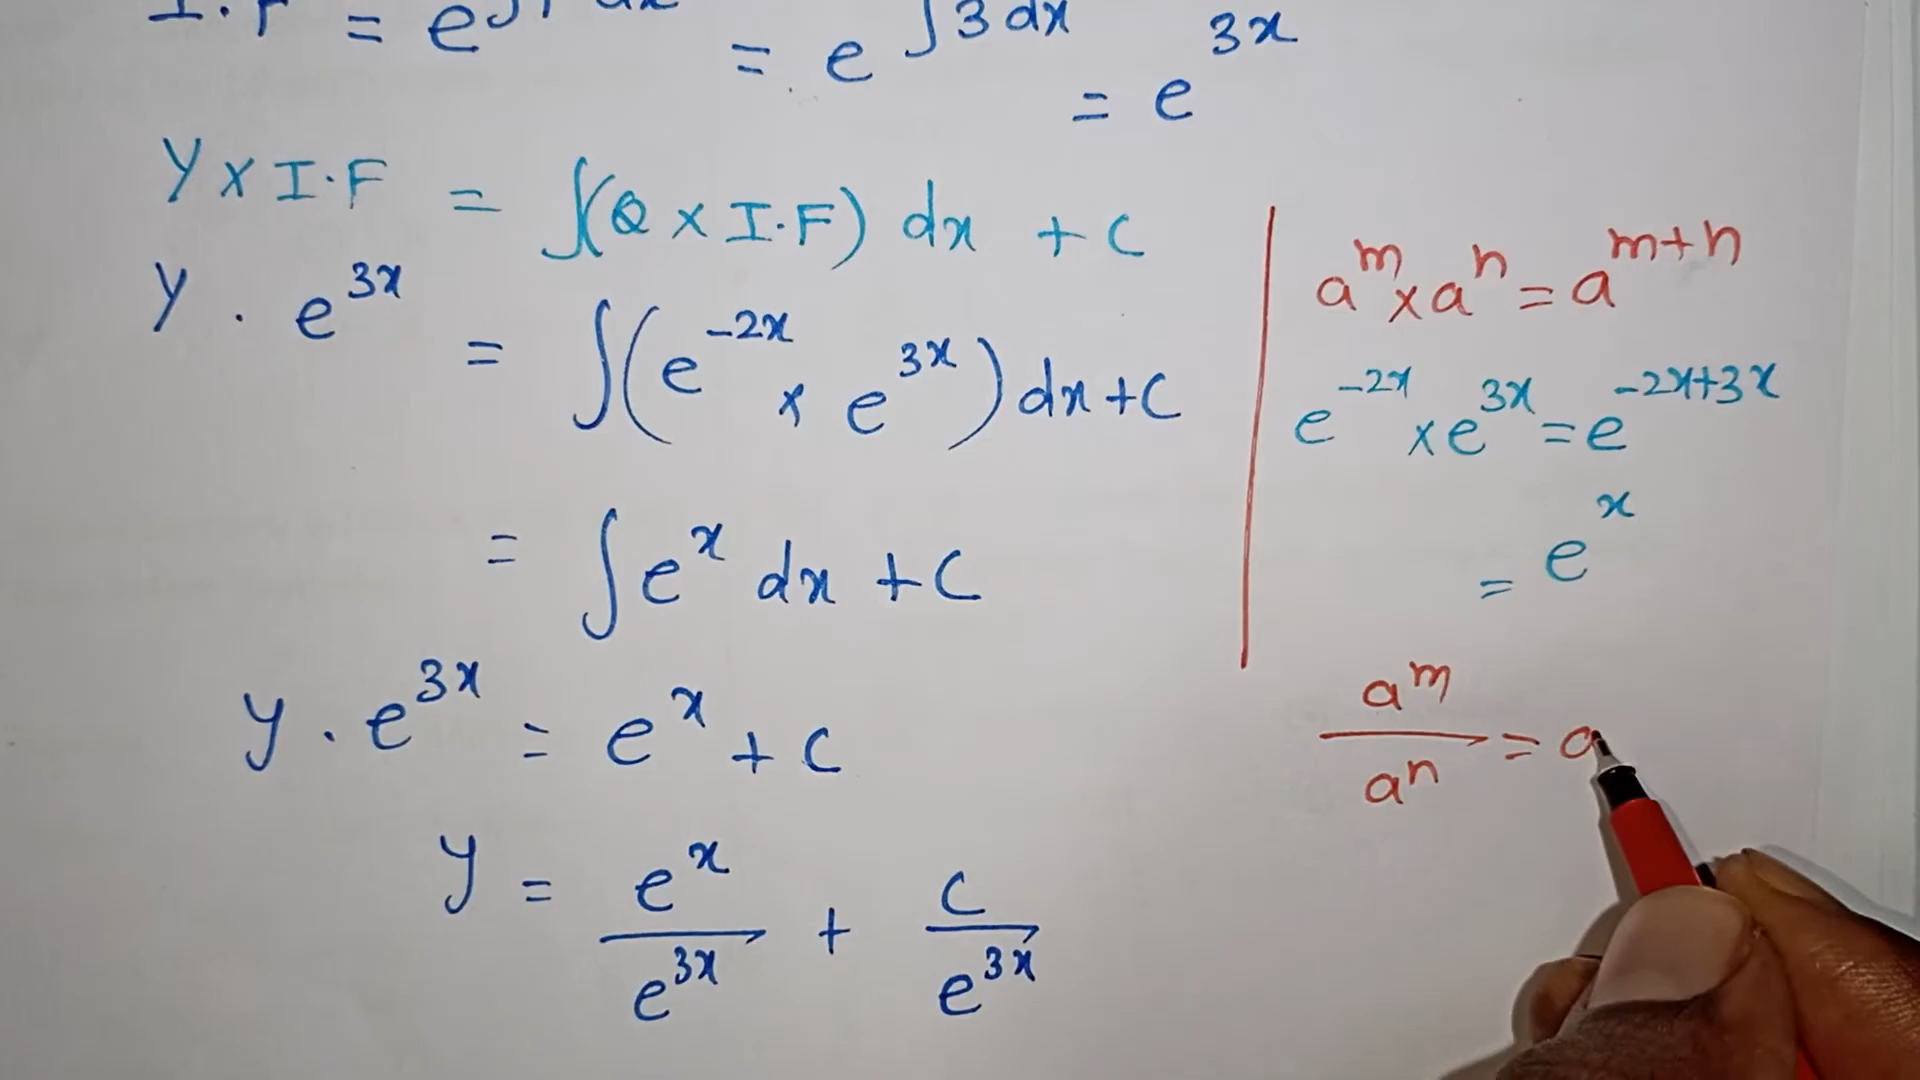 I.F = e^∫P dx = e^∫3 dx = e^3x
Y × I.F = ∫(Q × I.F) dx + C
Y . e^3x = ∫(e^-2x × e^3x) dx + C
= ∫e^x dx + C
y . e^3x = e^x + C
y = e^x/e^3x + C/e^3x
a^m × a^n = a^m+n
e^-2x × e^3x = e^-2x+3x
= e^x
a^m/a^n = a